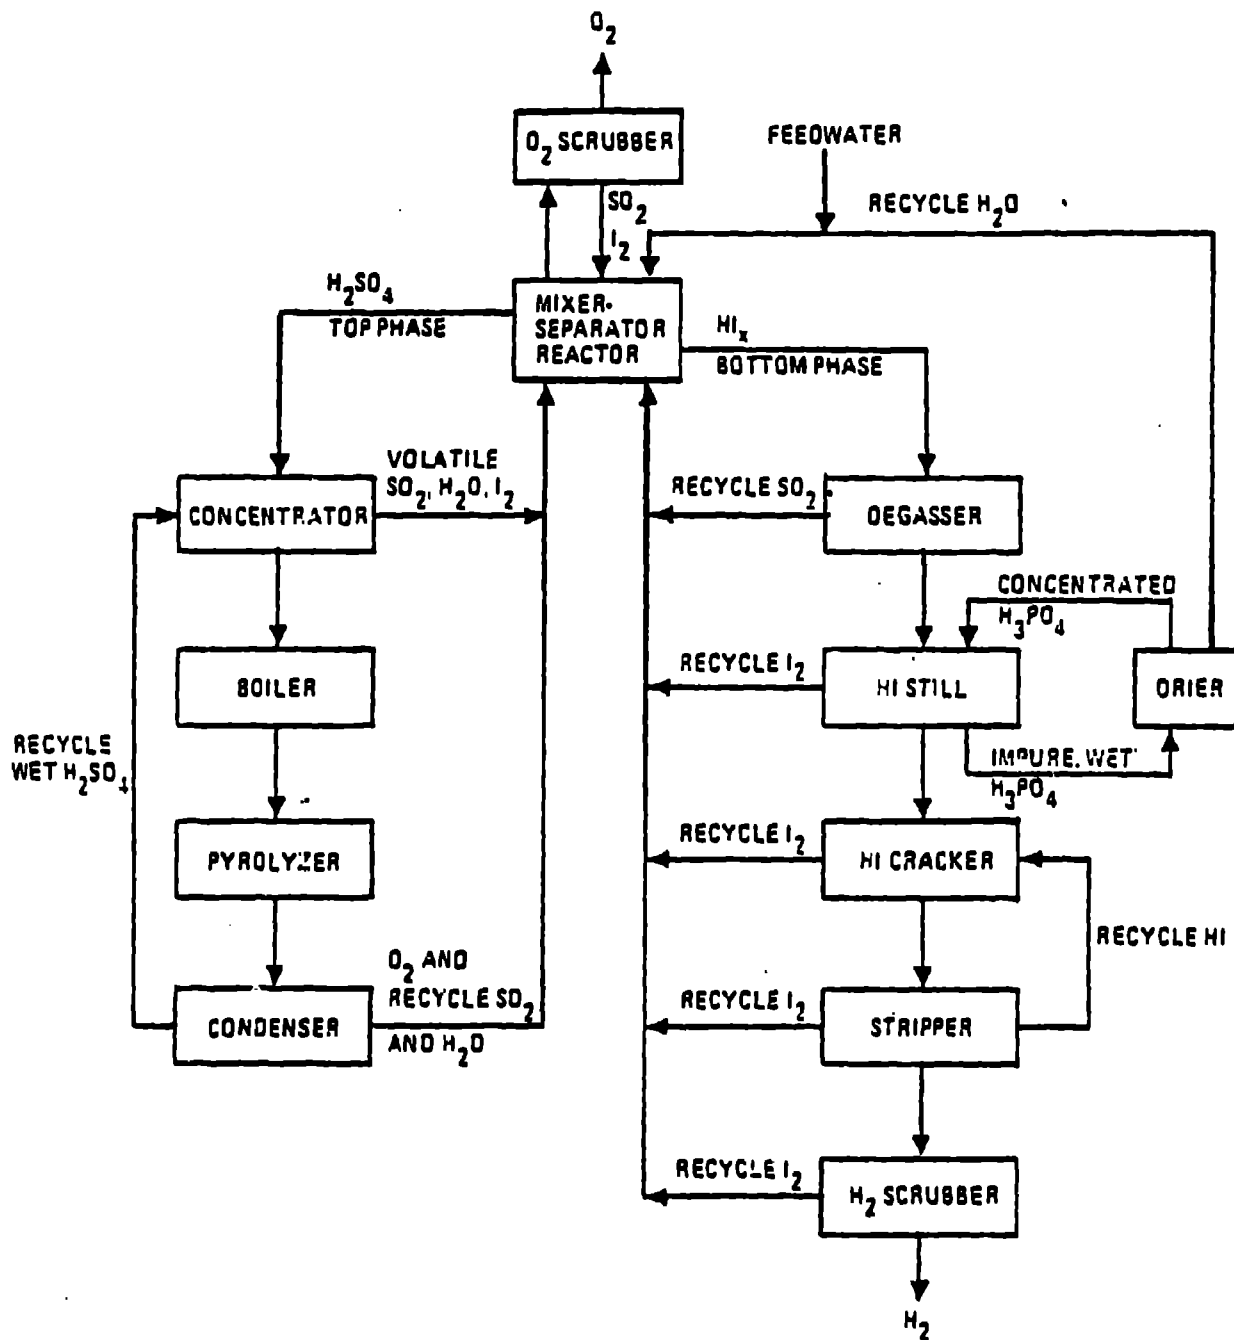 O2
O2 SCRUBBER
FEEDWATER
SO2
I2
RECYCLE H2O
H2SO4
TOP PHASE
MIXER-
SEPARATOR
REACTOR
HIx
BOTTOM PHASE
VOLATILE
SO2, H2O, I2
CONCENTRATOR
RECYCLE SO2
DEGASSER
CONCENTRATED
H3PO4
BOILER
RECYCLE I2
HI STILL
DRIER
RECYCLE
WET H2SO4
IMPURE, WET
H3PO4
PYROLYZER
RECYCLE I2
HI CRACKER
RECYCLE HI
O2 AND
RECYCLE SO2
AND H2O
CONDENSER
RECYCLE I2
STRIPPER
RECYCLE I2
H2 SCRUBBER
H2